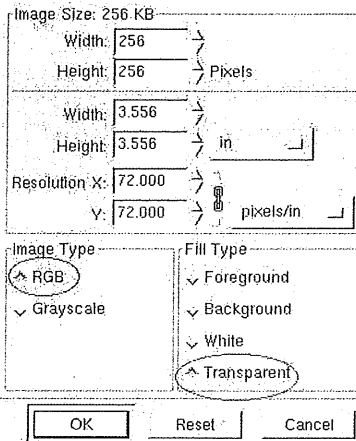 Image Size: 256 KB
Width: 256
Height: 256 Pixels
Width: 3.556
Height: 3.556 in
Resolution X: 72.000
Y: 72.000 pixels/in
Image Type
RGB
Grayscale
Fill Type
Foreground
Background
White
Transparent
OK Reset Cancel